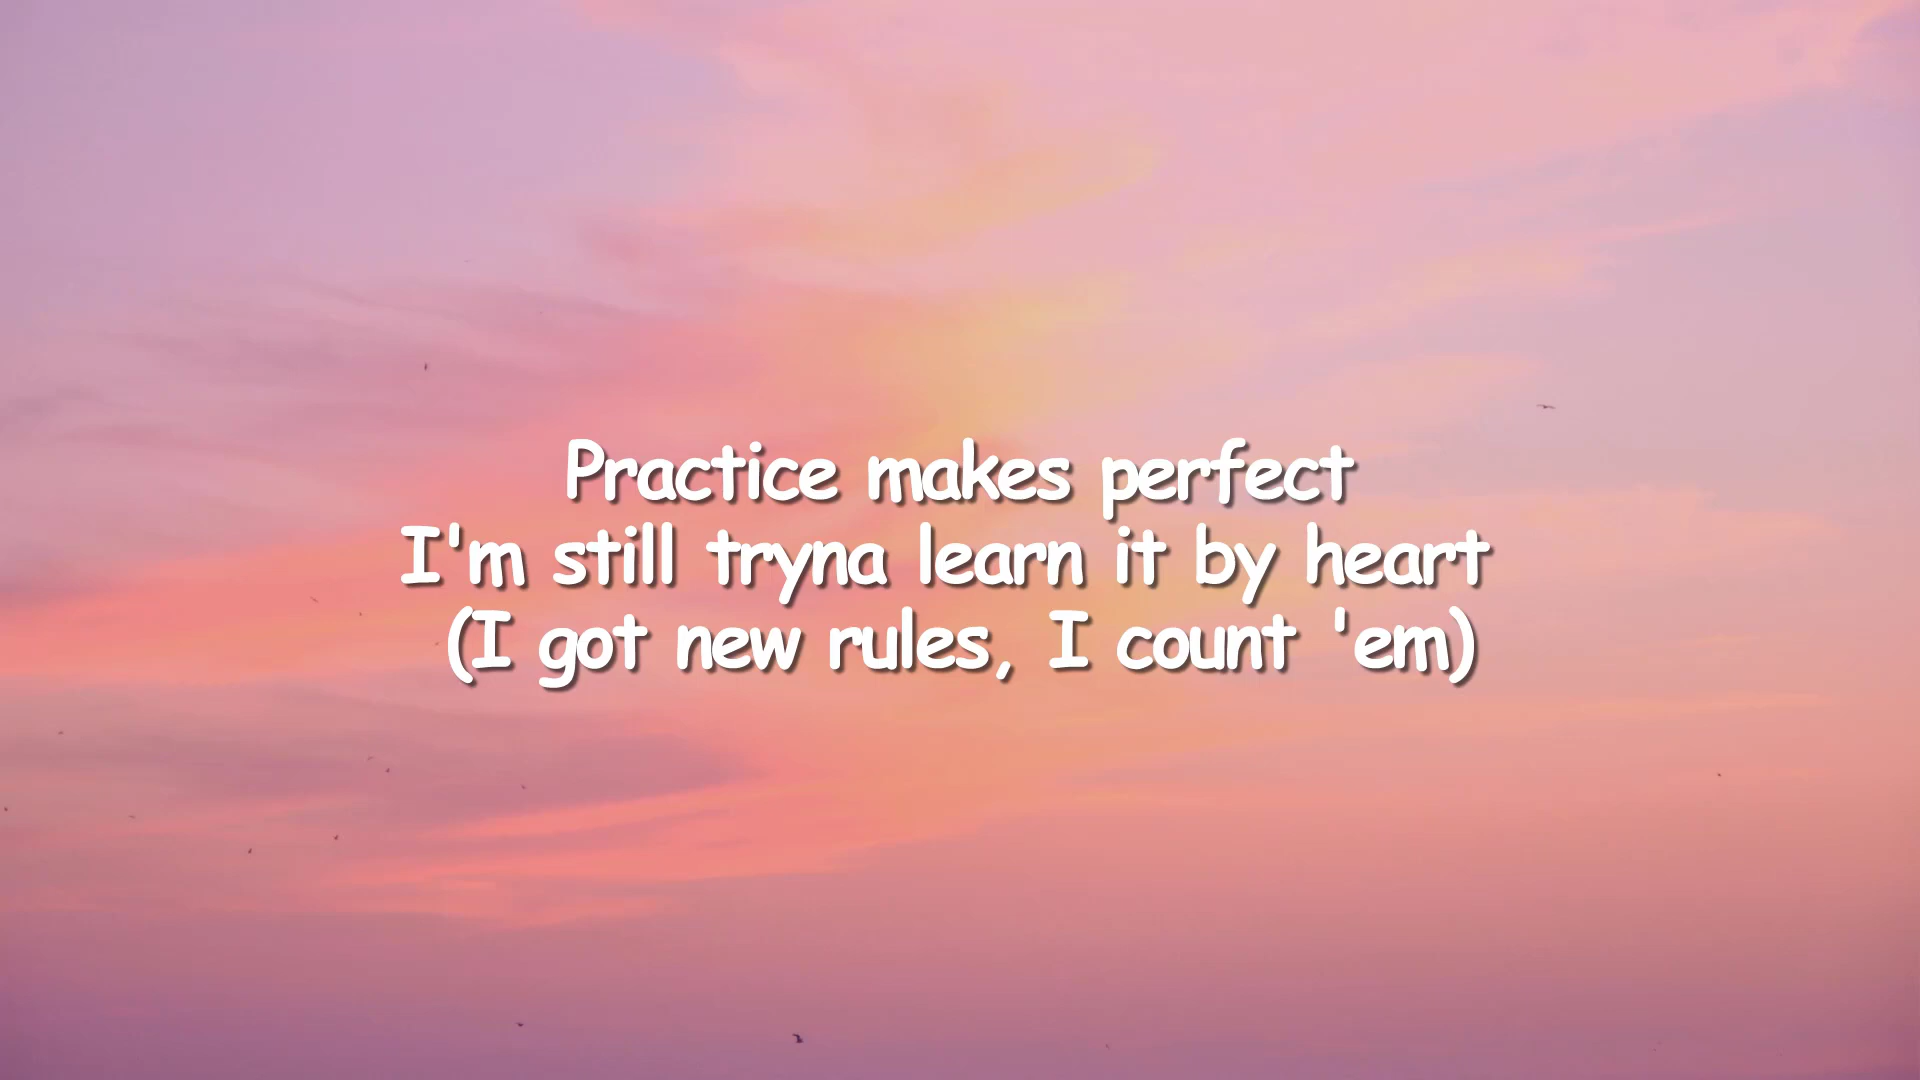 Practice makes perfect
I'm still tryna learn it by heart
(I got new rules, I count 'em)